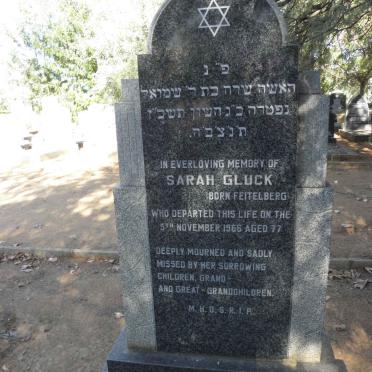 פ״נ
האשה שרה בת ר׳ שמואל
נפטרה כ״ג חשון תשכ״ז
תנצב״ה
IN EVERLOVING MEMORY OF
SARAH GLUCK
(BORN FEITELBERG)
WHO DEPARTED THIS LIFE ON THE
5TH NOVEMBER 1966 AGED 77
DEEPLY MOURNED AND SADLY
MISSED BY HER SORROWING
CHILDREN, GRAND-
AND GREAT-GRANDCHILDREN.
M.H.D.S.R.I.P.